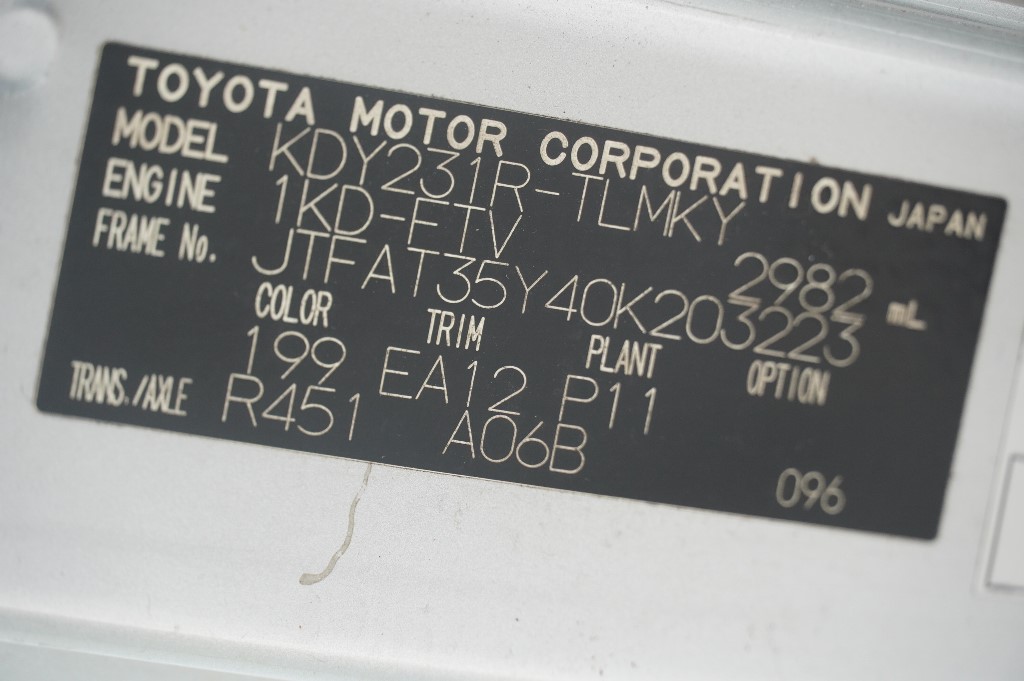 TOYOTA MOTOR CORPORATION JAPAN
MODEL KDY231R-TLMKY
ENGINE 1KD-FTV 2982 mL
FRAME No. JTFAT35Y40K203223
COLOR TRIM PLANT OPTION
199 EA12 P11
TRANS./AXLE R451 A06B
096